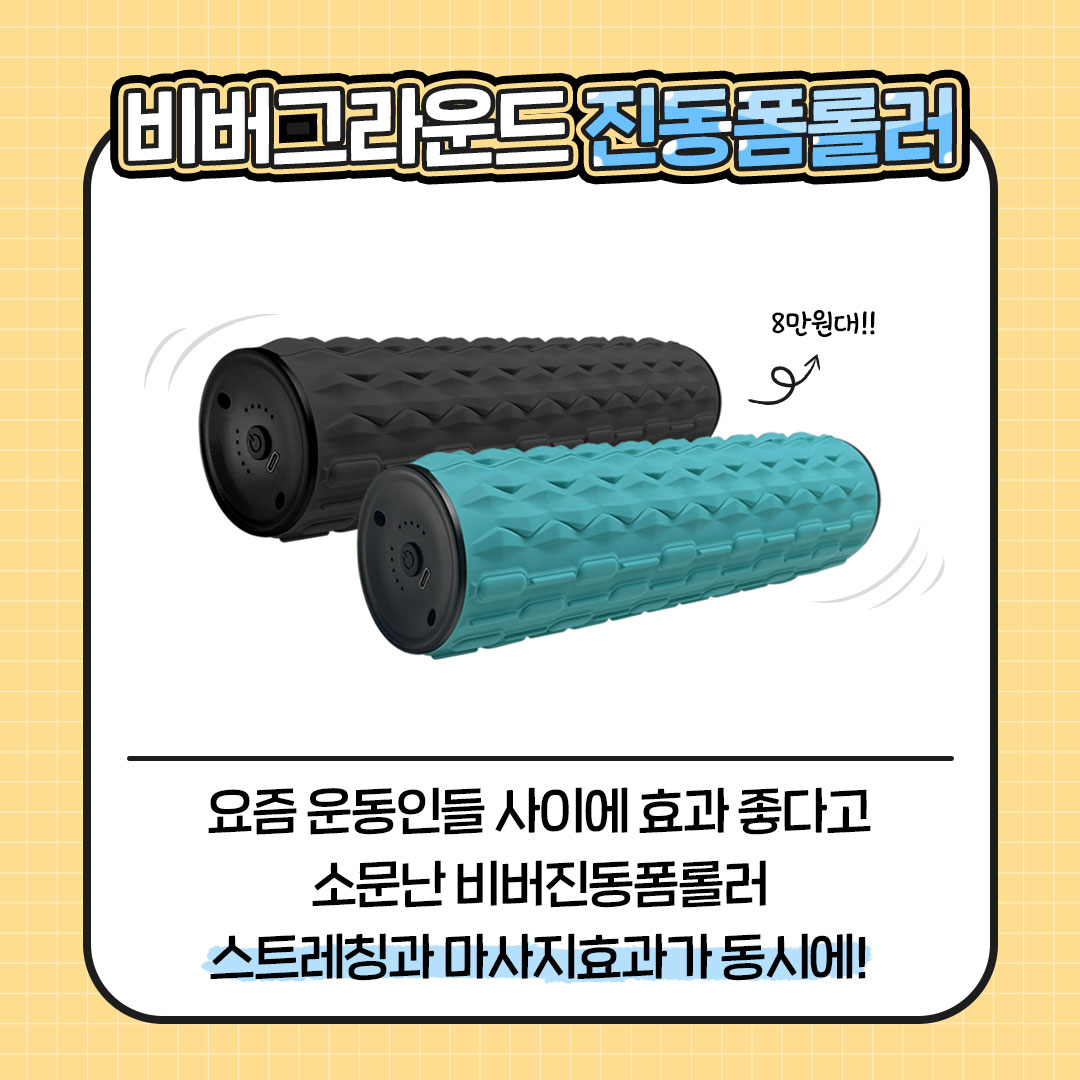 비버그라운드 진동폼롤러
8만원대!!
요즘 운동인들 사이에 효과 좋다고
소문난 비버진동폼롤러
스트레칭과 마사지효과가 동시에!